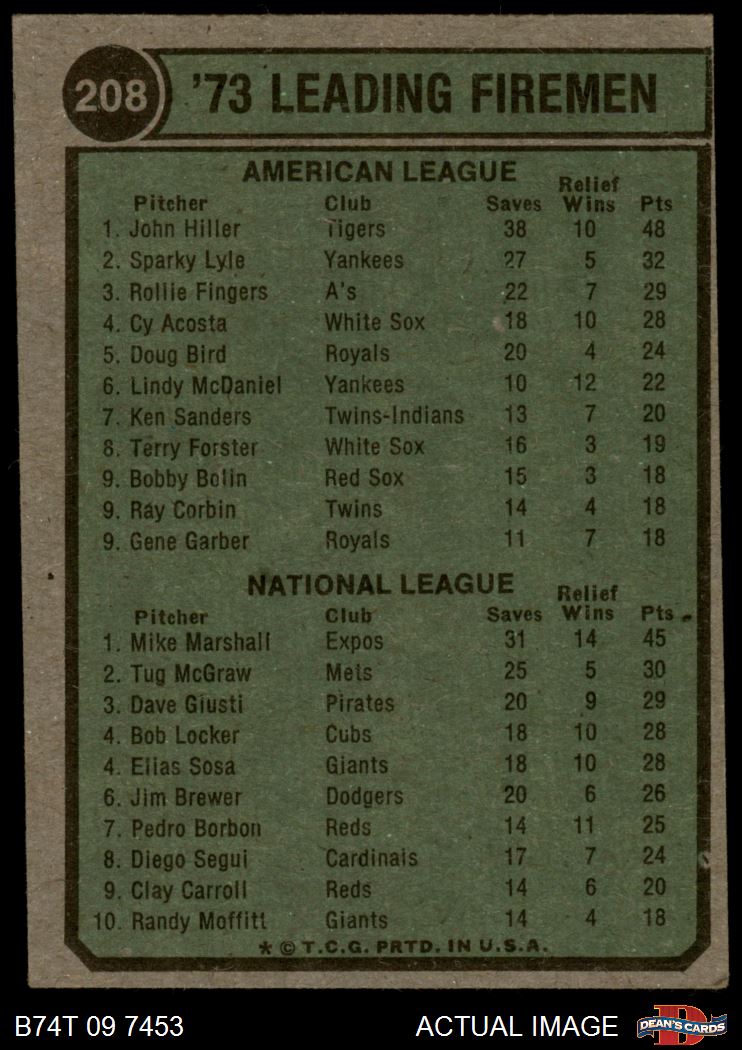 208 '73 LEADING FIREMEN
AMERICAN LEAGUE
Pitcher Club Saves Relief Wins Pts
1. John Hiller Tigers 38 10 48
2. Sparky Lyle Yankees 27 5 32
3. Rollie Fingers A's 22 7 29
4. Cy Acosta White Sox 18 10 28
5. Doug Bird Royals 20 4 24
6. Lindy McDaniel Yankees 10 12 22
7. Ken Sanders Twins-Indians 13 7 20
8. Terry Forster White Sox 16 3 19
9. Bobby Bolin Red Sox 15 3 18
9. Ray Corbin Twins 14 4 18
9. Gene Garber Royals 11 7 18
NATIONAL LEAGUE
Pitcher Club Saves Relief Wins Pts
1. Mike Marshall Expos 31 14 45
2. Tug McGraw Mets 25 5 30
3. Dave Giusti Pirates 20 9 29
4. Bob Locker Cubs 18 10 28
4. Elias Sosa Giants 18 10 28
6. Jim Brewer Dodgers 20 6 26
7. Pedro Borbon Reds 14 11 25
8. Diego Segui Cardinals 17 7 24
9. Clay Carroll Reds 14 6 20
10. Randy Moffitt Giants 14 4 18
* © T.C.G. PRTD. IN U.S.A.
B74T 09 7453 ACTUAL IMAGE DEAN'S CARDS